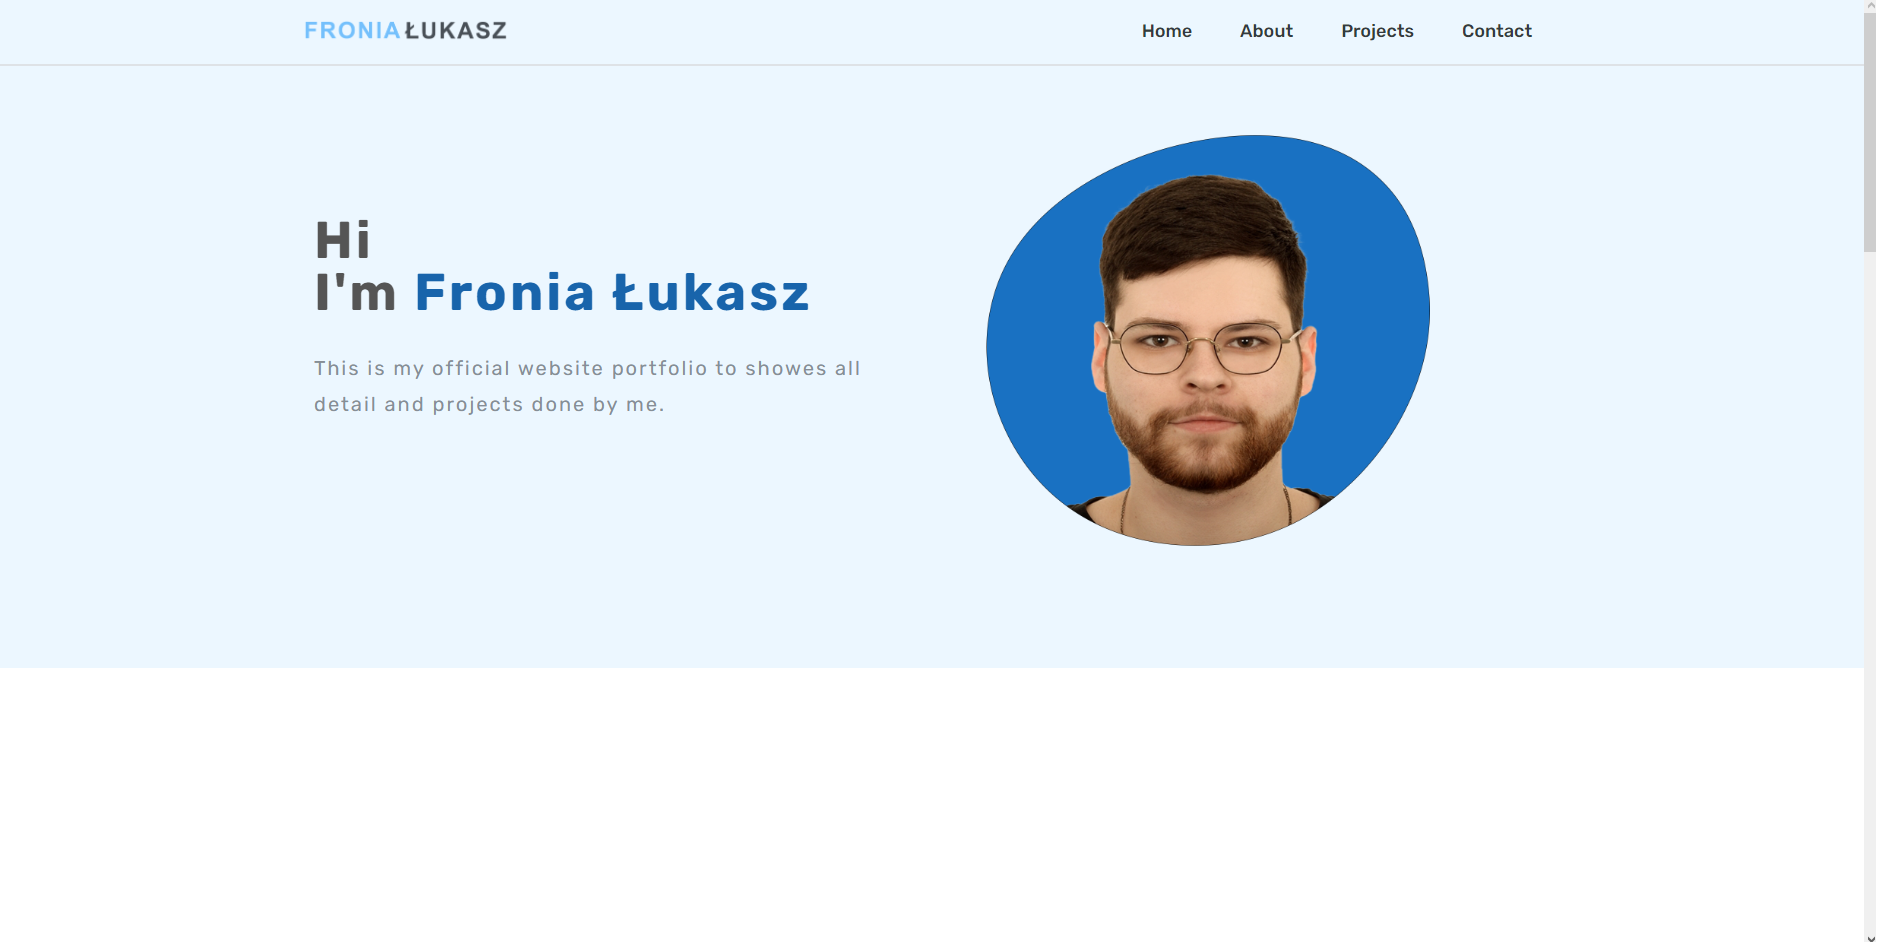 FRONIA ŁUKASZ
Home About Projects Contact
Hi
I'm Fronia Łukasz
This is my official website portfolio to showes all
detail and projects done by me.